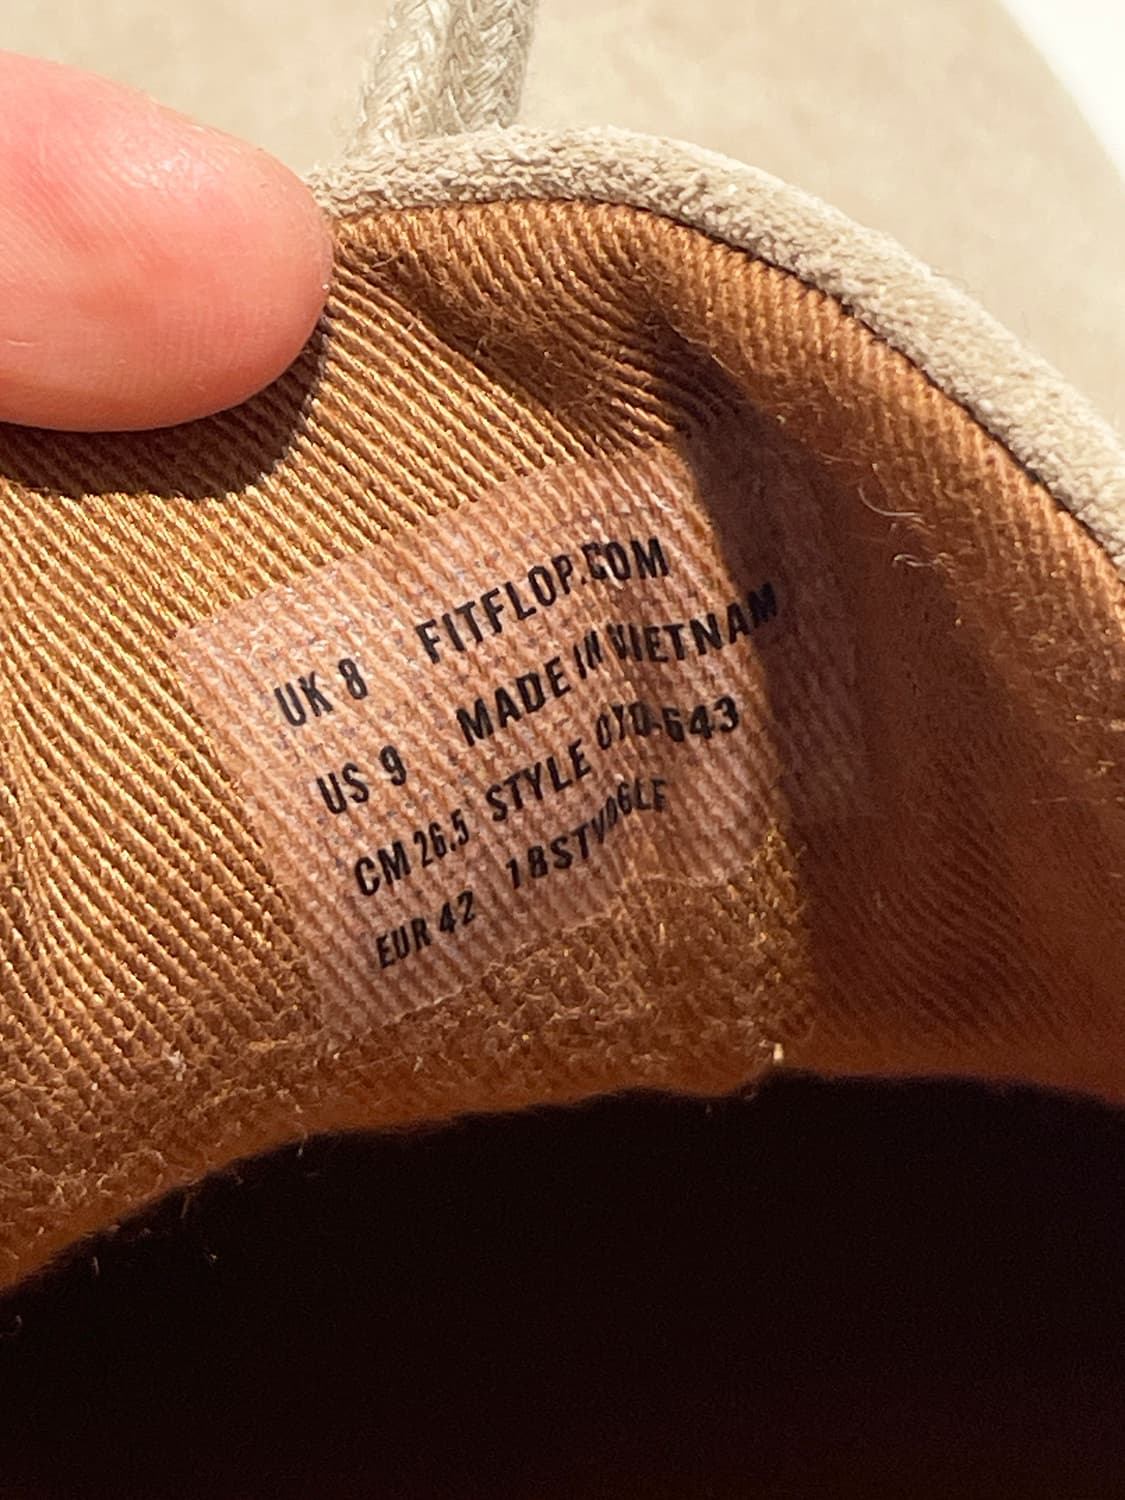 UK 8 FITFLOP.COM
US 9 MADE IN VIETNAM
CM 26.5 STYLE
EUR 42